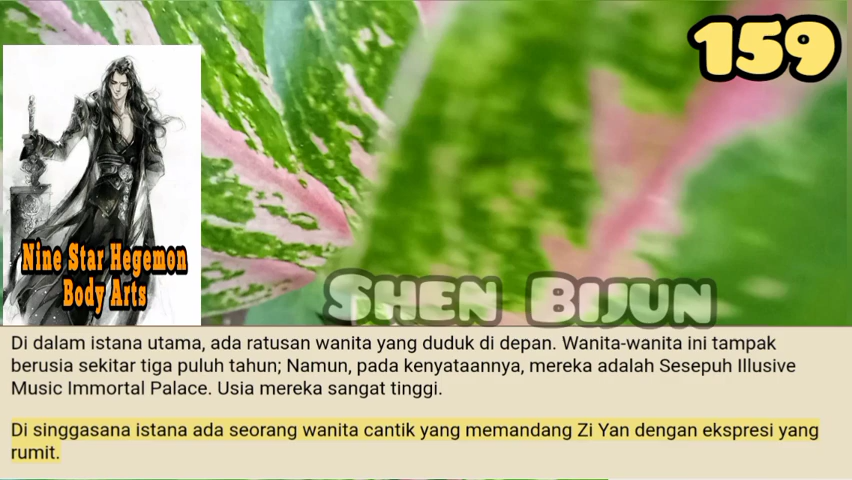 159
Nine Star Hegemon
Body Arts
Shen Bijun
Di dalam istana utama, ada ratusan wanita yang duduk di depan. Wanita-wanita ini tampak
berusia sekitar tiga puluh tahun; Namun, pada kenyataannya, mereka adalah Sesepuh Illusive
Music Immortal Palace. Usia mereka sangat tinggi.
Di singgasana istana ada seorang wanita cantik yang memandang Zi Yan dengan ekspresi yang
rumit.